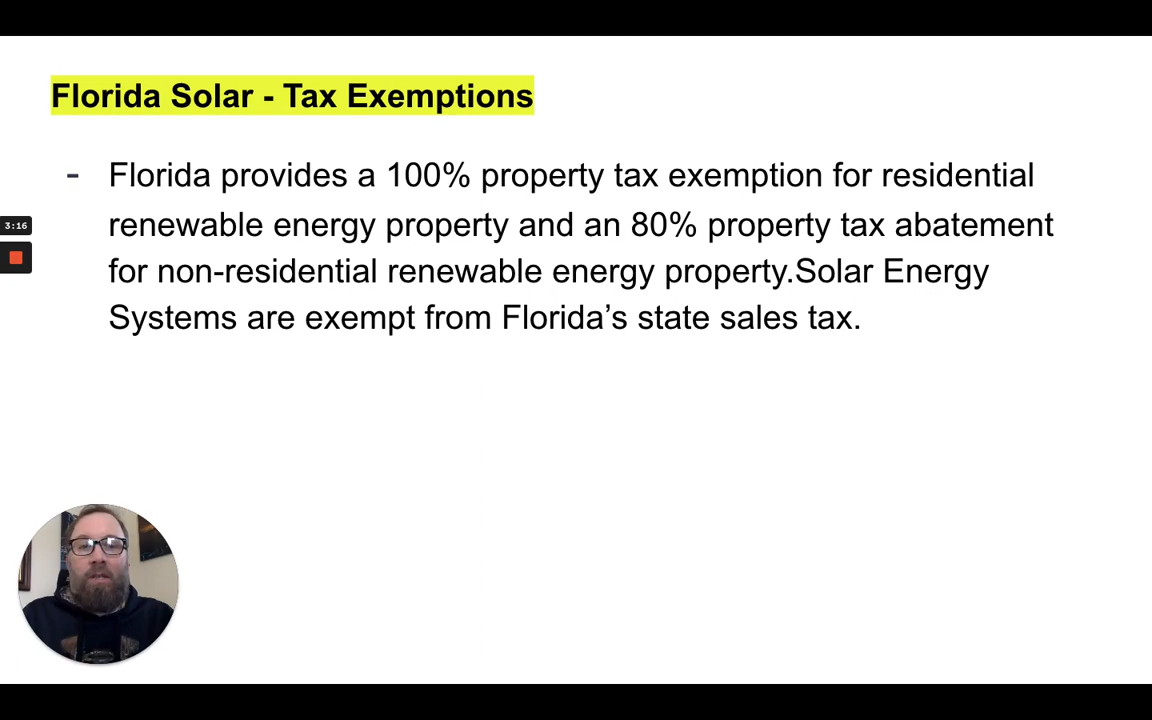 Florida Solar - Tax Exemptions
- Florida provides a 100% property tax exemption for residential
renewable energy property and an 80% property tax abatement
for non-residential renewable energy property.Solar Energy
Systems are exempt from Florida’s state sales tax.
3:16